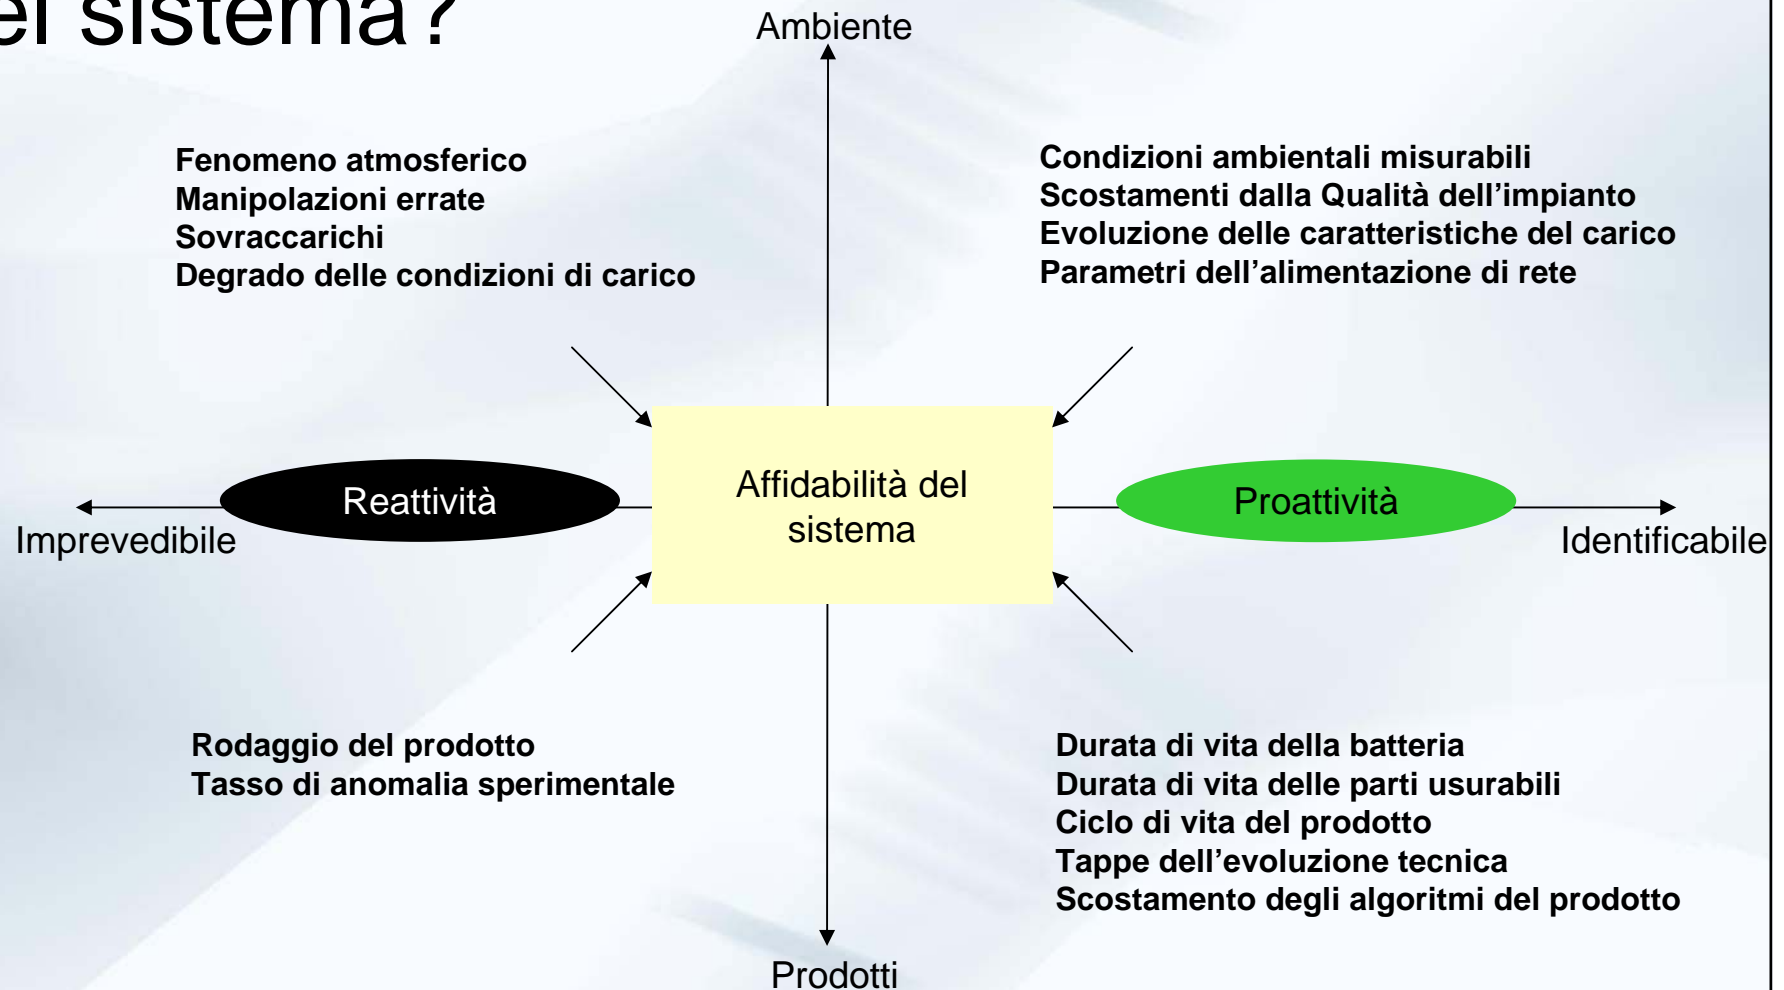 el sistema?
Ambiente
Fenomeno atmosferico
Manipolazioni errate
Sovraccarichi
Degrado delle condizioni di carico
Condizioni ambientali misurabili
Scostamenti dalla Qualità dell’impianto
Evoluzione delle caratteristiche del carico
Parametri dell’alimentazione di rete
Reattività
Affidabilità del
sistema
Proattività
Imprevedibile
Identificabile
Rodaggio del prodotto
Tasso di anomalia sperimentale
Durata di vita della batteria
Durata di vita delle parti usurabili
Ciclo di vita del prodotto
Tappe dell’evoluzione tecnica
Scostamento degli algoritmi del prodotto
Prodotti